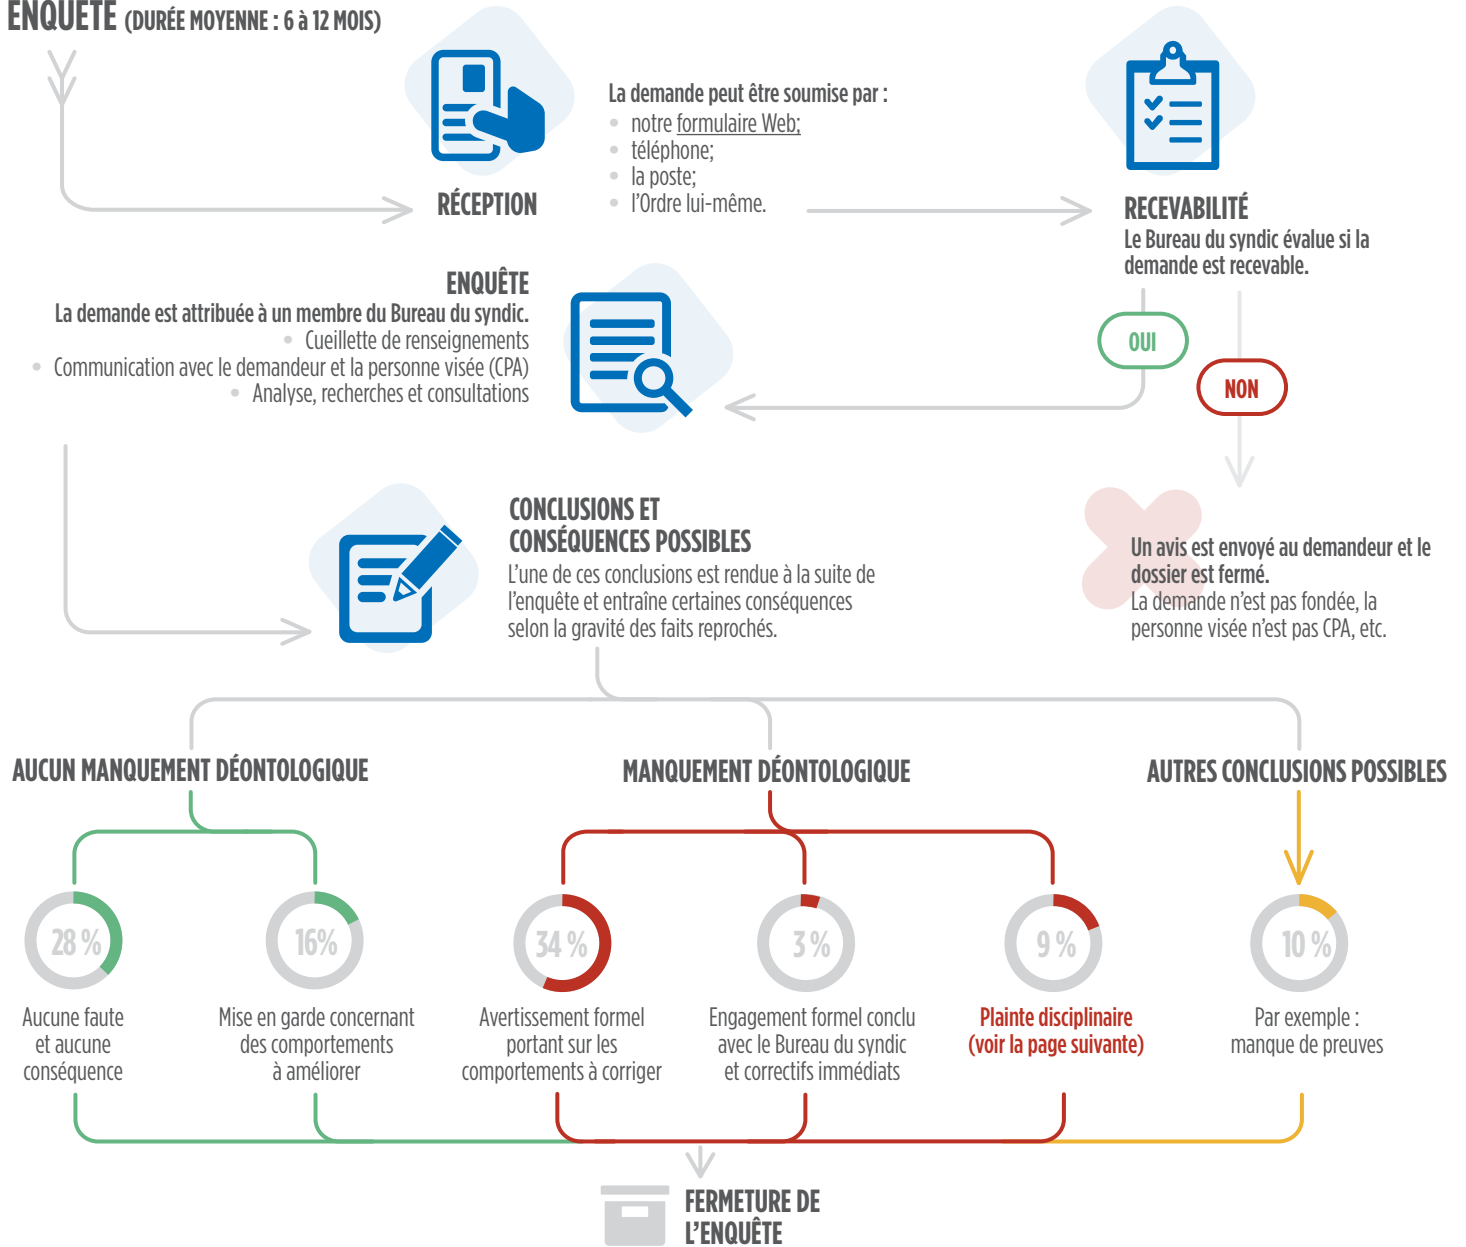 ENQUÊTE (DURÉE MOYENNE : 6 à 12 MOIS)
RÉCEPTION
La demande peut être soumise par :
• notre formulaire Web;
• téléphone;
• la poste;
• l’Ordre lui-même.
RECEVABILITÉ
Le Bureau du syndic évalue si la
demande est recevable.
OUI
NON
ENQUÊTE
La demande est attribuée à un membre du Bureau du syndic.
• Cueillette de renseignements
• Communication avec le demandeur et la personne visée (CPA)
• Analyse, recherches et consultations
Un avis est envoyé au demandeur et le
dossier est fermé.
La demande n’est pas fondée, la
personne visée n’est pas CPA, etc.
CONCLUSIONS ET
CONSÉQUENCES POSSIBLES
L’une de ces conclusions est rendue à la suite de
l’enquête et entraîne certaines conséquences
selon la gravité des faits reprochés.
AUCUN MANQUEMENT DÉONTOLOGIQUE
28 %
Aucune faute
et aucune
conséquence
16%
Mise en garde concernant
des comportements
à améliorer
MANQUEMENT DÉONTOLOGIQUE
34 %
Avertissement formel
portant sur les
comportements à corriger
3 %
Engagement formel conclu
avec le Bureau du syndic
et correctifs immédiats
9 %
Plainte disciplinaire
(voir la page suivante)
AUTRES CONCLUSIONS POSSIBLES
10 %
Par exemple :
manque de preuves
FERMETURE DE
L’ENQUÊTE